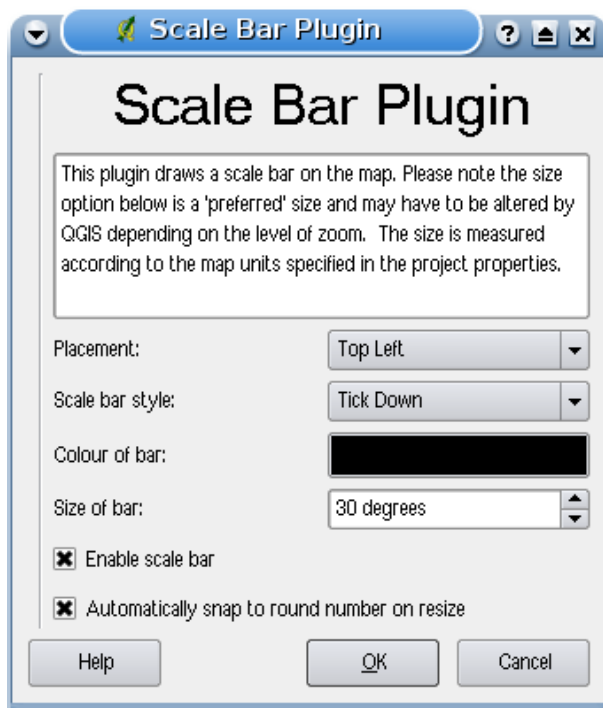 Scale Bar Plugin
Scale Bar Plugin
This plugin draws a scale bar on the map. Please note the size
option below is a 'preferred' size and may have to be altered by
QGIS depending on the level of zoom.  The size is measured
according to the map units specified in the project properties.
Placement: Top Left
Scale bar style: Tick Down
Colour of bar:
Size of bar: 30 degrees
Enable scale bar
Automatically snap to round number on resize
Help OK Cancel